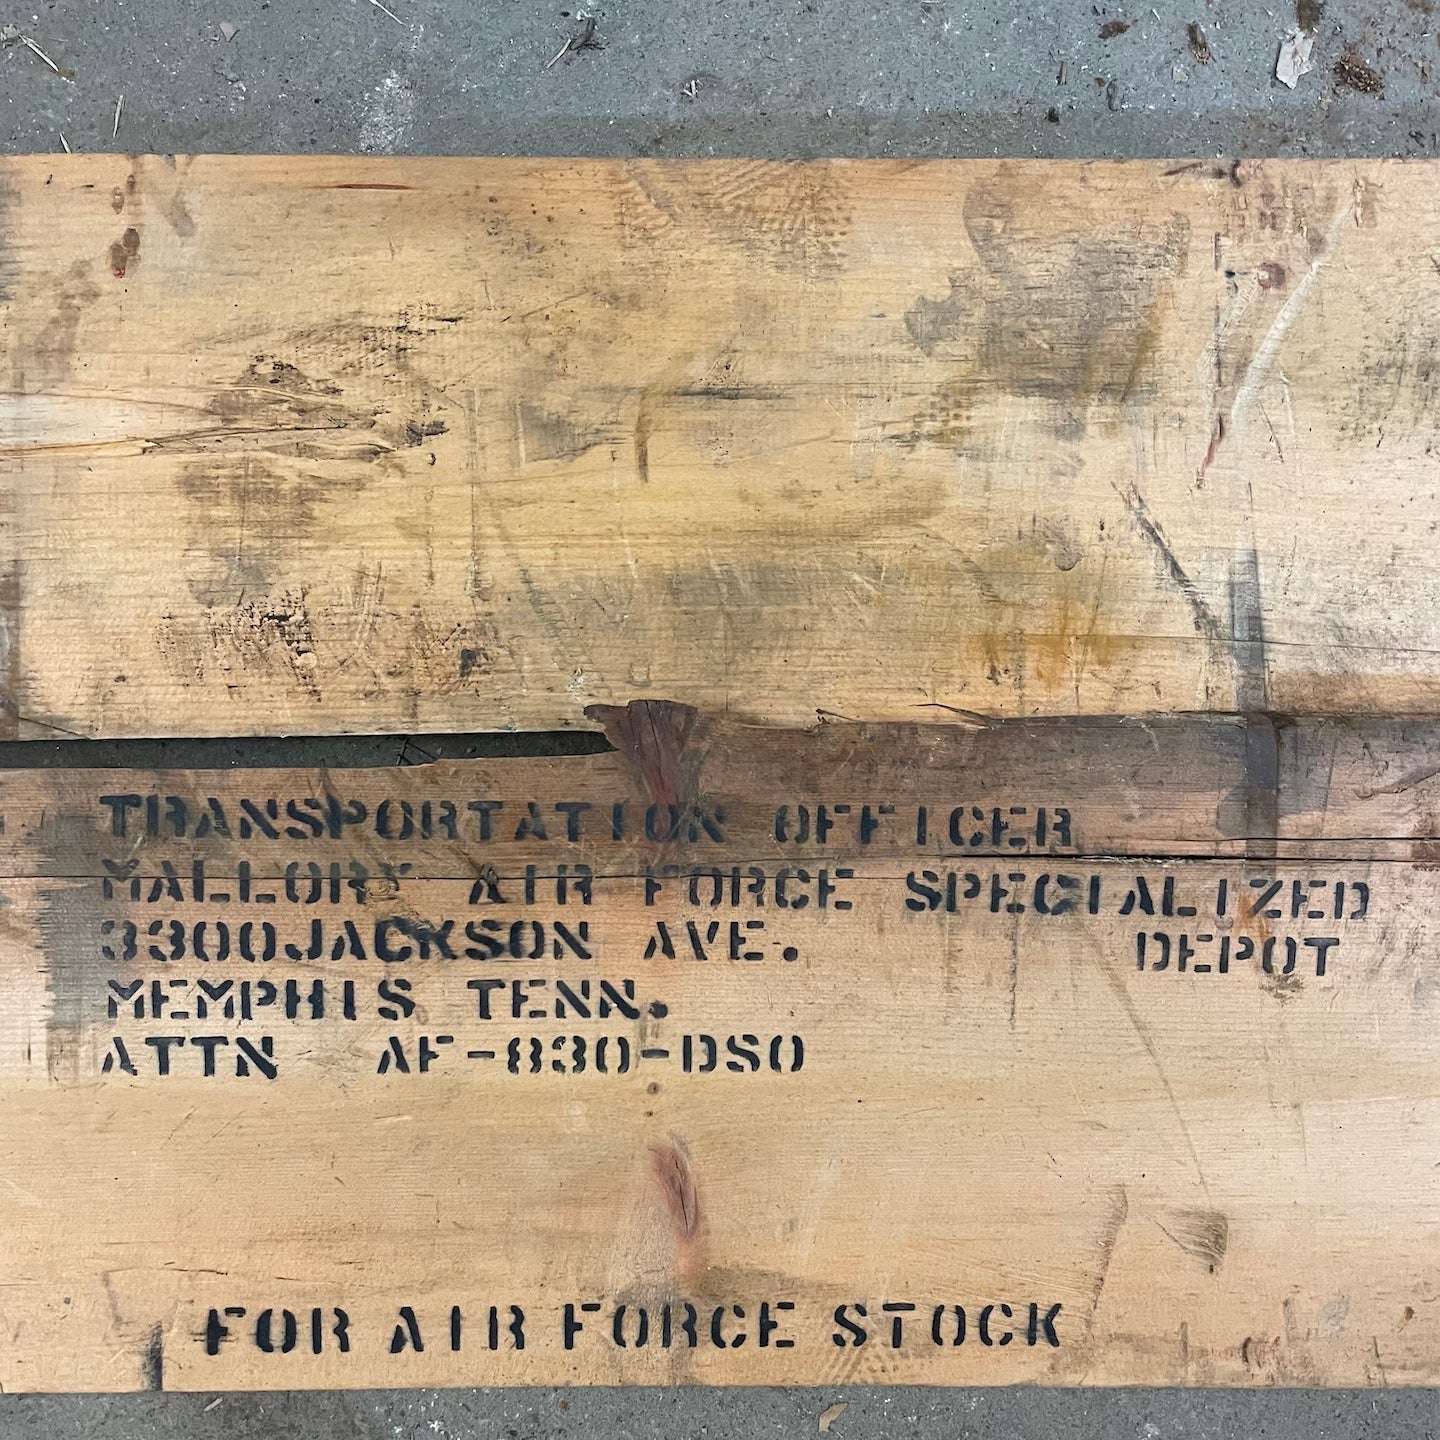 TRANSPORTATION OFFICER
MALLORY AIR FORCE SPECIALIZED
3300JACKSON AVE. DEPOT
MEMPHIS TENN.
ATTN AF-830-DSO
FOR AIR FORCE STOCK